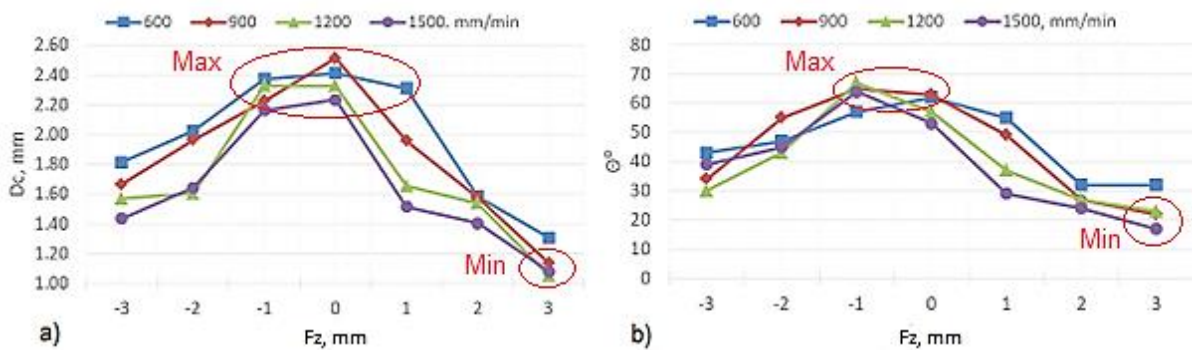 600 900 1200 1500. mm/min
Max
2.60
2.40
2.20
2.00
1.80
1.60
1.40
1.20
1.00
Dc, mm
Min
-3 -2 -1 0 1 2 3
a)
Fz, mm
600 900 1200 1500, mm/min
Max
80
70
60
50
40
30
20
10
0
Θ°
Min
-3 -2 -1 0 1 2 3
b)
Fz, mm